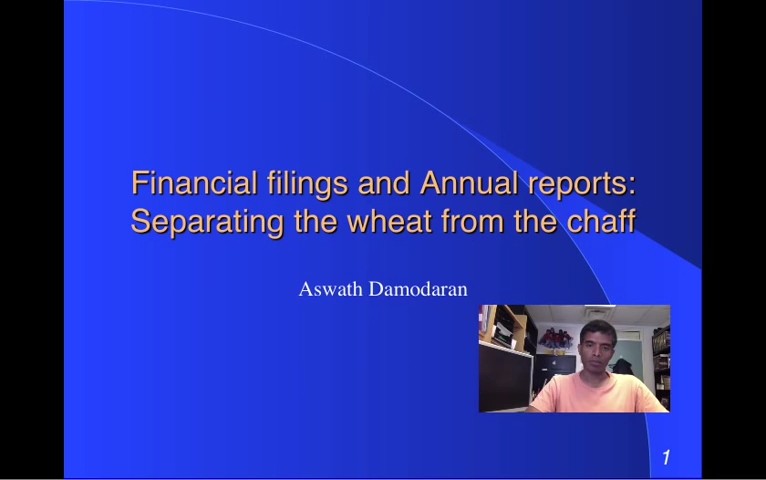 Financial filings and Annual reports:
Separating the wheat from the chaff
Aswath Damodaran
1